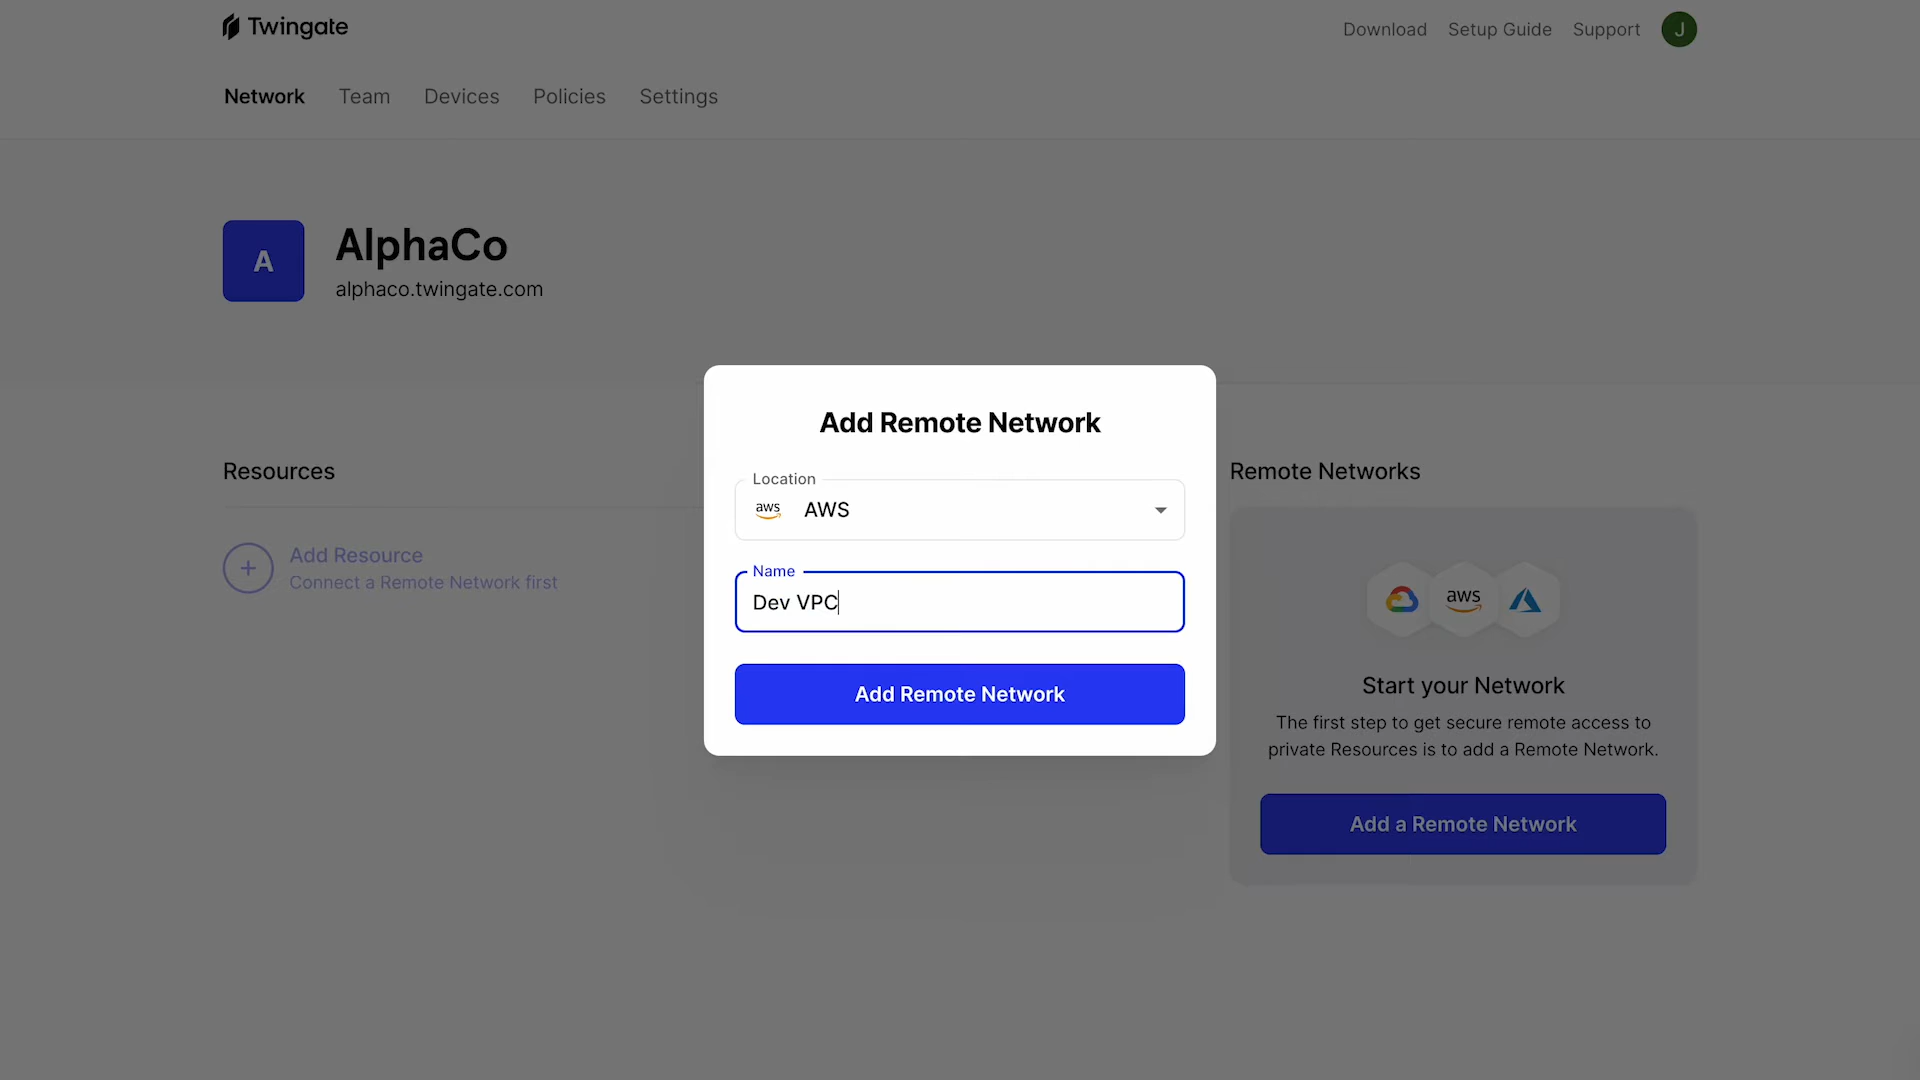 Twingate
Download Setup Guide Support J
Network Team Devices Policies Settings
A
AlphaCo
alphaco.twingate.com
Resources
Add Resource
Connect a Remote Network first
Add Remote Network
Location
aws AWS
Name
Dev VPC
Add Remote Network
Remote Networks
aws
Start your Network
The first step to get secure remote access to
private Resources is to add a Remote Network.
Add a Remote Network